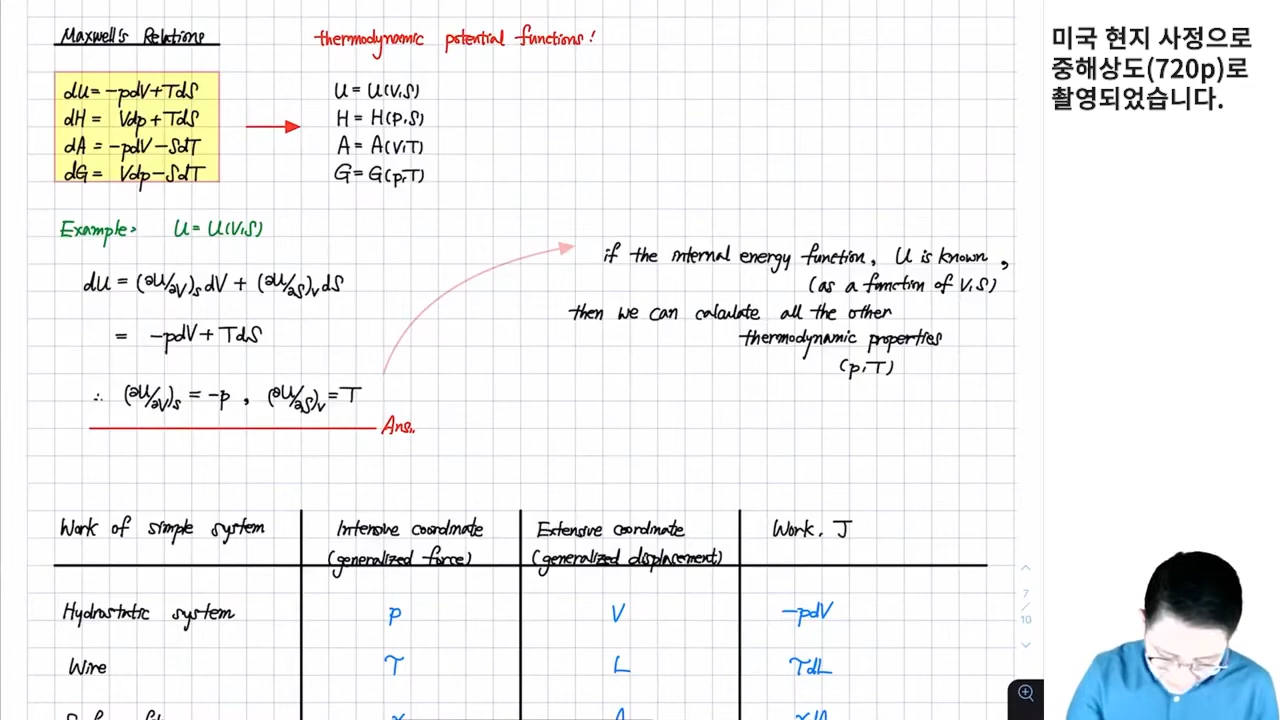 Maxwell's Relations
thermodynamic potential functions!
dU = -pdV + TdS
dH = Vdp + TdS
dA = -pdV - SdT
dG = Vdp - SdT
U = U(V,S)
H = H(p,S)
A = A(V,T)
G = G(p,T)
Example> U = U(V,S)
dU = (∂U/∂V)s dV + (∂U/∂S)v dS
= -pdV + TdS
∴ (∂U/∂V)s = -p , (∂U/∂S)v = T
Ans.
if the internal energy function, U is known,
(as a function of V,S)
then we can calculate all the other
thermodynamic properties
(p,T)
Work of simple system
Intensive coordinate
(generalized force)
Extensive coordinate
(generalized displacement)
Work, J
Hydrostatic system p V -pdV
Wire T L TdL
7
/
10
미국 현지 사정으로
중해상도(720p)로
촬영되었습니다.